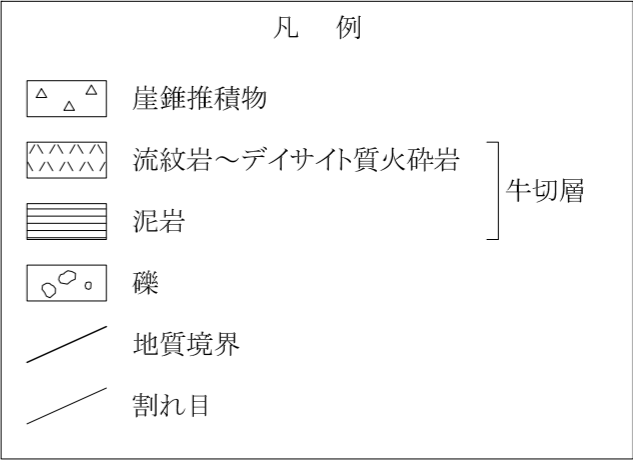 凡 例
崖錐推積物
流紋岩～デイサイト質火砕岩
牛切層
泥岩
礫
地質境界
割れ目